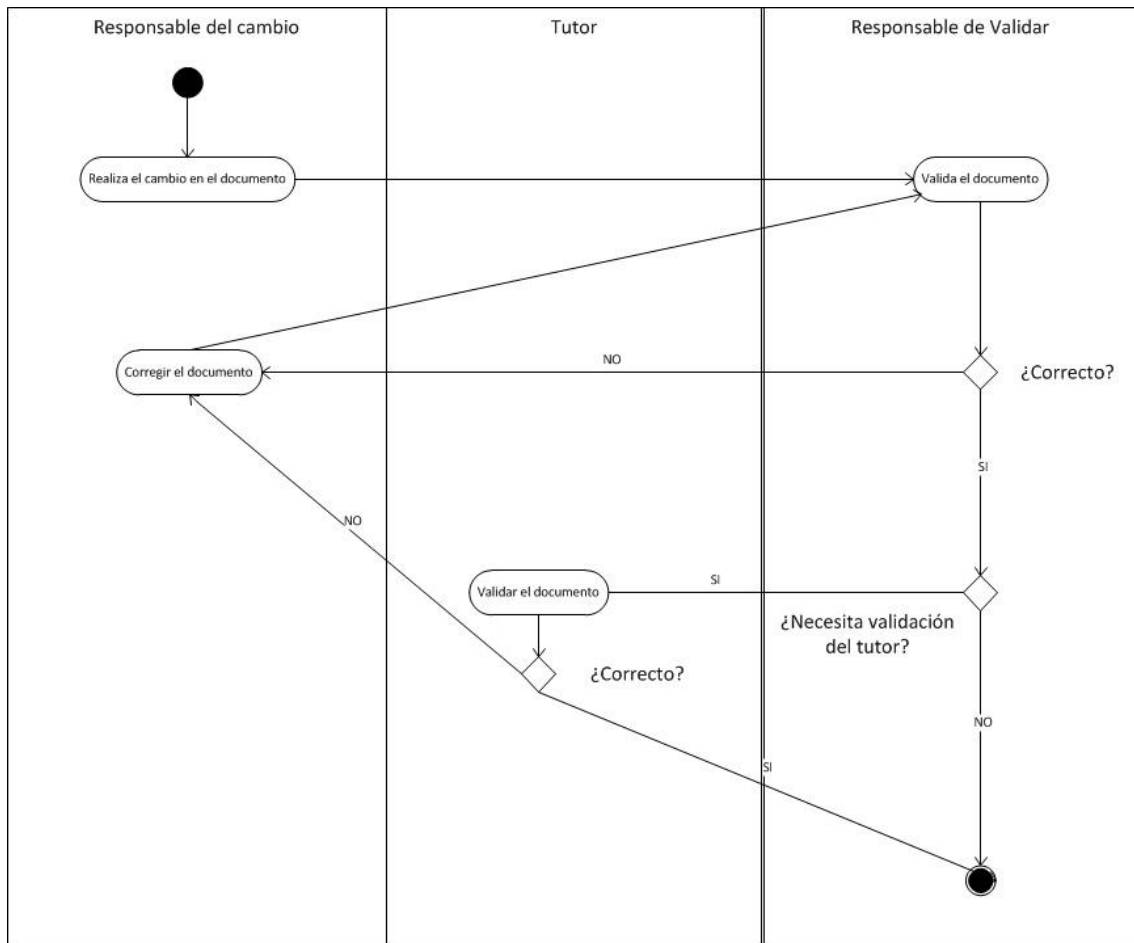 Responsable del cambio
Tutor
Responsable de Validar
Realiza el cambio en el documento
Valida el documento
NO
Corregir el documento
¿Correcto?
SI
NO
Validar el documento
SI
¿Necesita validación
del tutor?
¿Correcto?
NO
SI